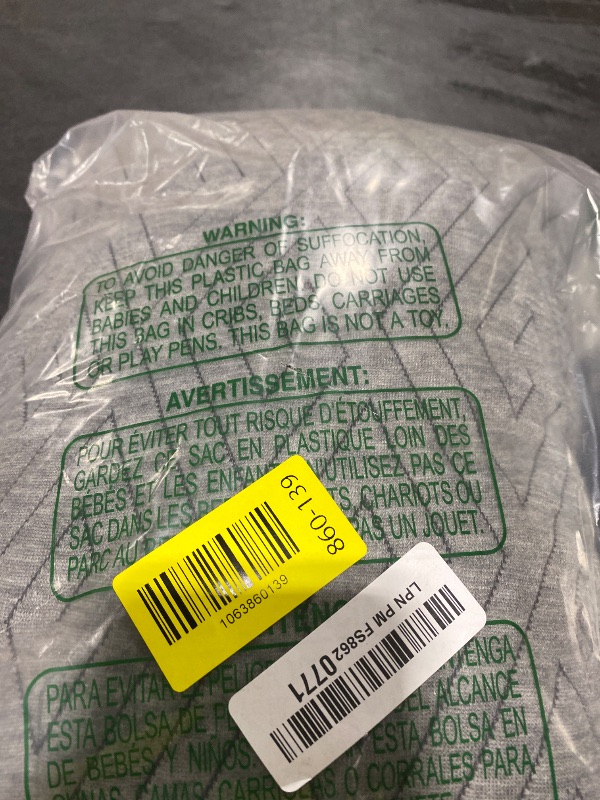 WARNING:
TO AVOID DANGER OF SUFFOCATION,
KEEP THIS PLASTIC BAG AWAY FROM
BABIES AND CHILDREN. DO NOT USE
THIS BAG IN CRIBS, BEDS, CARRIAGES
OR PLAY PENS. THIS BAG IS NOT A TOY.
AVERTISSEMENT:
POUR ÉVITER TOUT RISQUE D'ÉTOUFFEMENT,
GARDEZ CE SAC EN PLASTIQUE LOIN DES
BÉBÉS ET LES ENFANTS N'UTILISEZ PAS CE
SAC DANS LES CHARIOTS OU
PARC AU PAS UN JOUET
860-139
1063860139
LPN PM FS862 0771
PARA EVITAR PELIG TENGA
ESTA BOLSA DE P DEL ALCANCE
DE BEBÉS Y NIÑOS. ESTA BOLSA EN
CUNAS, CAMAS, CARRIOLAS O CORRALES PARA